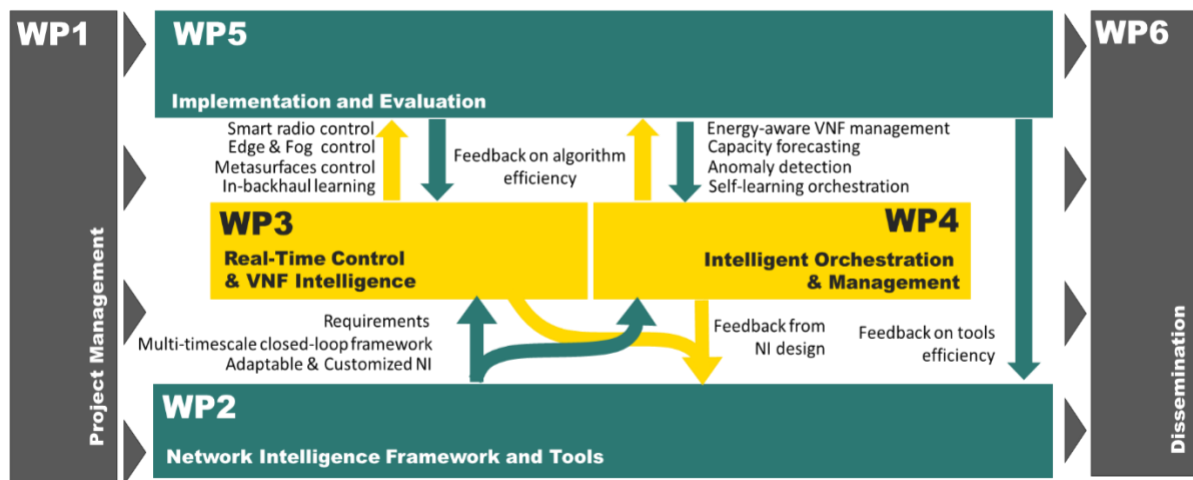 WP1
Project Management
WP5
Implementation and Evaluation
Smart radio control
Edge & Fog control
Metasurfaces control
In-backhaul learning
Feedback on algorithm
efficiency
Energy-aware VNF management
Capacity forecasting
Anomaly detection
Self-learning orchestration
WP3
Real-Time Control
& VNF Intelligence
WP4
Intelligent Orchestration
& Management
Requirements
Multi-timescale closed-loop framework
Adaptable & Customized NI
Feedback from
NI design
Feedback on tools
efficiency
WP2
Network Intelligence Framework and Tools
WP6
Dissemination